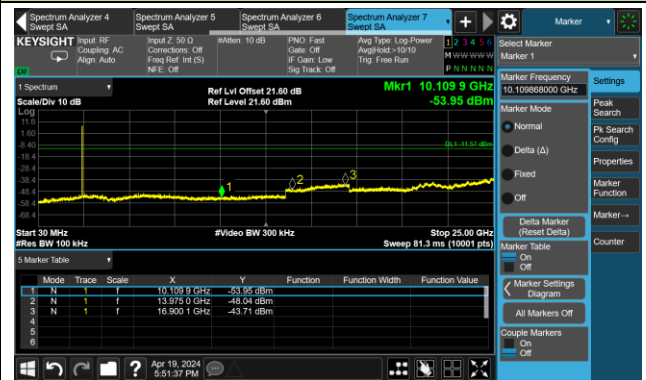 Spectrum Analyzer 4 Swept SA
Spectrum Analyzer 5 Swept SA
Spectrum Analyzer 6 Swept SA
Spectrum Analyzer 7 Swept SA
Marker
KEYSIGHT
Input: RF
Coupling: AC
Align: Auto
Input Z: 50 Ω
Corrections: Off
Freq Ref: Int (S)
NFE: Off
#Atten: 10 dB
PNO: Fast
Gate: Off
IF Gain: Low
Sig Track: Off
Avg Type: Log-Power
Avg|Hold:>10/10
Trig: Free Run
1 2 3 4 5 6
M W W W W W
P N N N N N
LXI
1 Spectrum
Scale/Div 10 dB
Ref Lvl Offset 21.60 dB
Ref Level 21.60 dBm
Mkr1 10.109 9 GHz
-53.95 dBm
Log
11.6
1.60
-8.40
-18.4
-28.4
-38.4
-48.4
-58.4
-68.4
DL1 -11.57 dBm
1
2
3
Start 30 MHz
#Video BW 300 kHz
Stop 25.00 GHz
#Res BW 100 kHz
Sweep 81.3 ms (10001 pts)
5 Marker Table
Mode Trace Scale X Y Function Function Width Function Value
1 N 1 f 10.109 9 GHz -53.95 dBm
2 N 1 f 13.975 0 GHz -48.04 dBm
3 N 1 f 16.900 1 GHz -43.71 dBm
4
5
6
Apr 19, 2024
5:51:37 PM
Select Marker
Marker 1
Marker Frequency
10.109868000 GHz
Marker Mode
Normal
Delta (Δ)
Fixed
Off
Delta Marker
(Reset Delta)
Marker Table
On
Off
Marker Settings
Diagram
All Markers Off
Couple Markers
On
Off
Settings
Peak
Search
Pk Search
Config
Properties
Marker
Function
Marker→
Counter